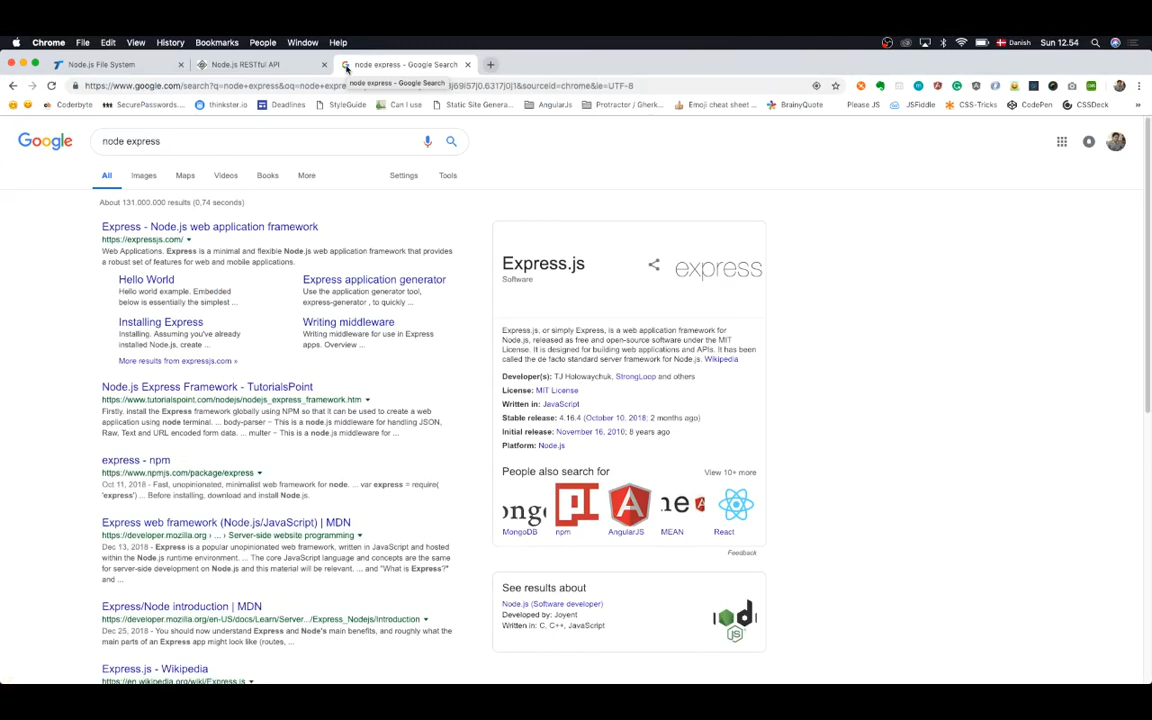 Chrome File Edit View History Bookmarks People Window Help Danish Sun 12.54
Node.js File System Node.js RESTful API node express - Google Search
node express - Google Search
https://www.google.com/search?q=node+express&oq=node+expre j69i57j0.6317j0j1&sourceid=chrome&ie=UTF-8
Coderbyte SecurePasswords... thinkster.io Deadlines StyleGuide Can I use Static Site Genera... AngularJS Protractor / Gherk... Emoji cheat sheet ... BrainyQuote Please JS JSFiddle CSS-Tricks CodePen CSSDeck »
Google node express
All Images Maps Videos Books More Settings Tools
About 131.000.000 results (0,74 seconds)
Express - Node.js web application framework
https://expressjs.com/
Web Applications. Express is a minimal and flexible Node.js web application framework that provides
a robust set of features for web and mobile applications.
Hello World
Hello world example. Embedded
below is essentially the simplest ...
Express application generator
Use the application generator tool,
express-generator , to quickly ...
Installing Express
Installing. Assuming you've already
installed Node.js, create ...
Writing middleware
Writing middleware for use in Express
apps. Overview ...
More results from expressjs.com »
Node.js Express Framework - TutorialsPoint
https://www.tutorialspoint.com/nodejs/nodejs_express_framework.htm
Firstly, install the Express framework globally using NPM so that it can be used to create a web
application using node terminal. ... body-parser − This is a node.js middleware for handling JSON,
Raw, Text and URL encoded form data. ... multer − This is a node.js middleware for ...
express - npm
https://www.npmjs.com/package/express
Oct 11, 2018 - Fast, unopinionated, minimalist web framework for node. ... var express = require(
'express') ... Before installing, download and install Node.js.
Express web framework (Node.js/JavaScript) | MDN
https://developer.mozilla.org › ... › Server-side website programming
Dec 13, 2018 - Express is a popular unopinionated web framework, written in JavaScript and hosted
within the Node.js runtime environment. ... The core JavaScript language and concepts are the same
for server-side development on Node.js and this material will be relevant. ... and "What is Express?"
and ...
Express/Node introduction | MDN
https://developer.mozilla.org/en-US/docs/Learn/Server.../Express_Nodejs/Introduction
Dec 25, 2018 - You should now understand Express and Node's main benefits, and roughly what the
main parts of an Express app might look like (routes, ...
Express.js - Wikipedia
https://en.wikipedia.org/wiki/Express.js
Express.js
Software
express
Express.js, or simply Express, is a web application framework for
Node.js, released as free and open-source software under the MIT
License. It is designed for building web applications and APIs. It has been
called the de facto standard server framework for Node.js. Wikipedia
Developer(s): TJ Holowaychuk, StrongLoop and others
License: MIT License
Written in: JavaScript
Stable release: 4.16.4 (October 10, 2018; 2 months ago)
Initial release: November 16, 2010; 8 years ago
Platform: Node.js
People also search for View 10+ more
MongoDB npm AngularJS MEAN React
Feedback
See results about
Node.js (Software developer)
Developed by: Joyent
Written in: C, C++, JavaScript